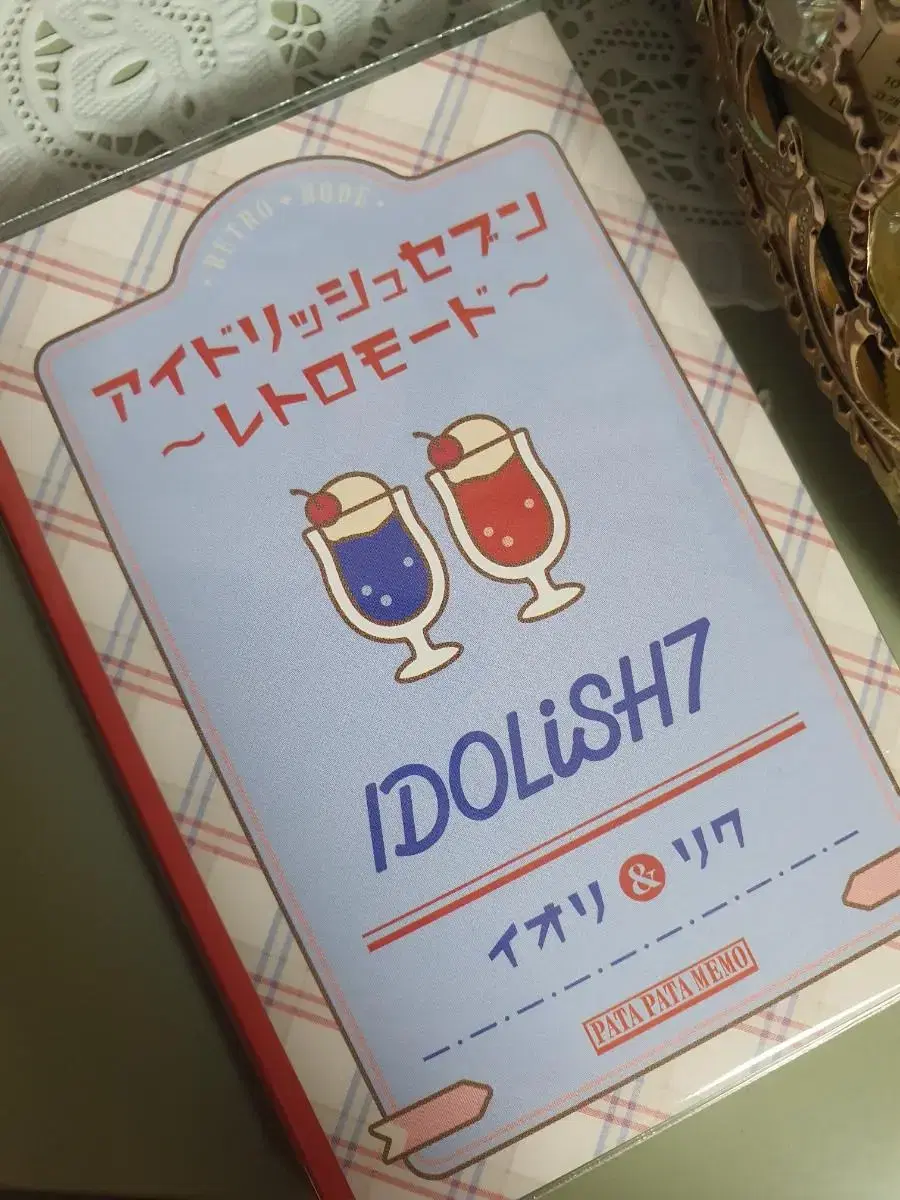 RETRO MODE
アイドリッシュセブン
～レトロモード～
IDOLiSH7
イオリ & リク
PATA PATA MEMO